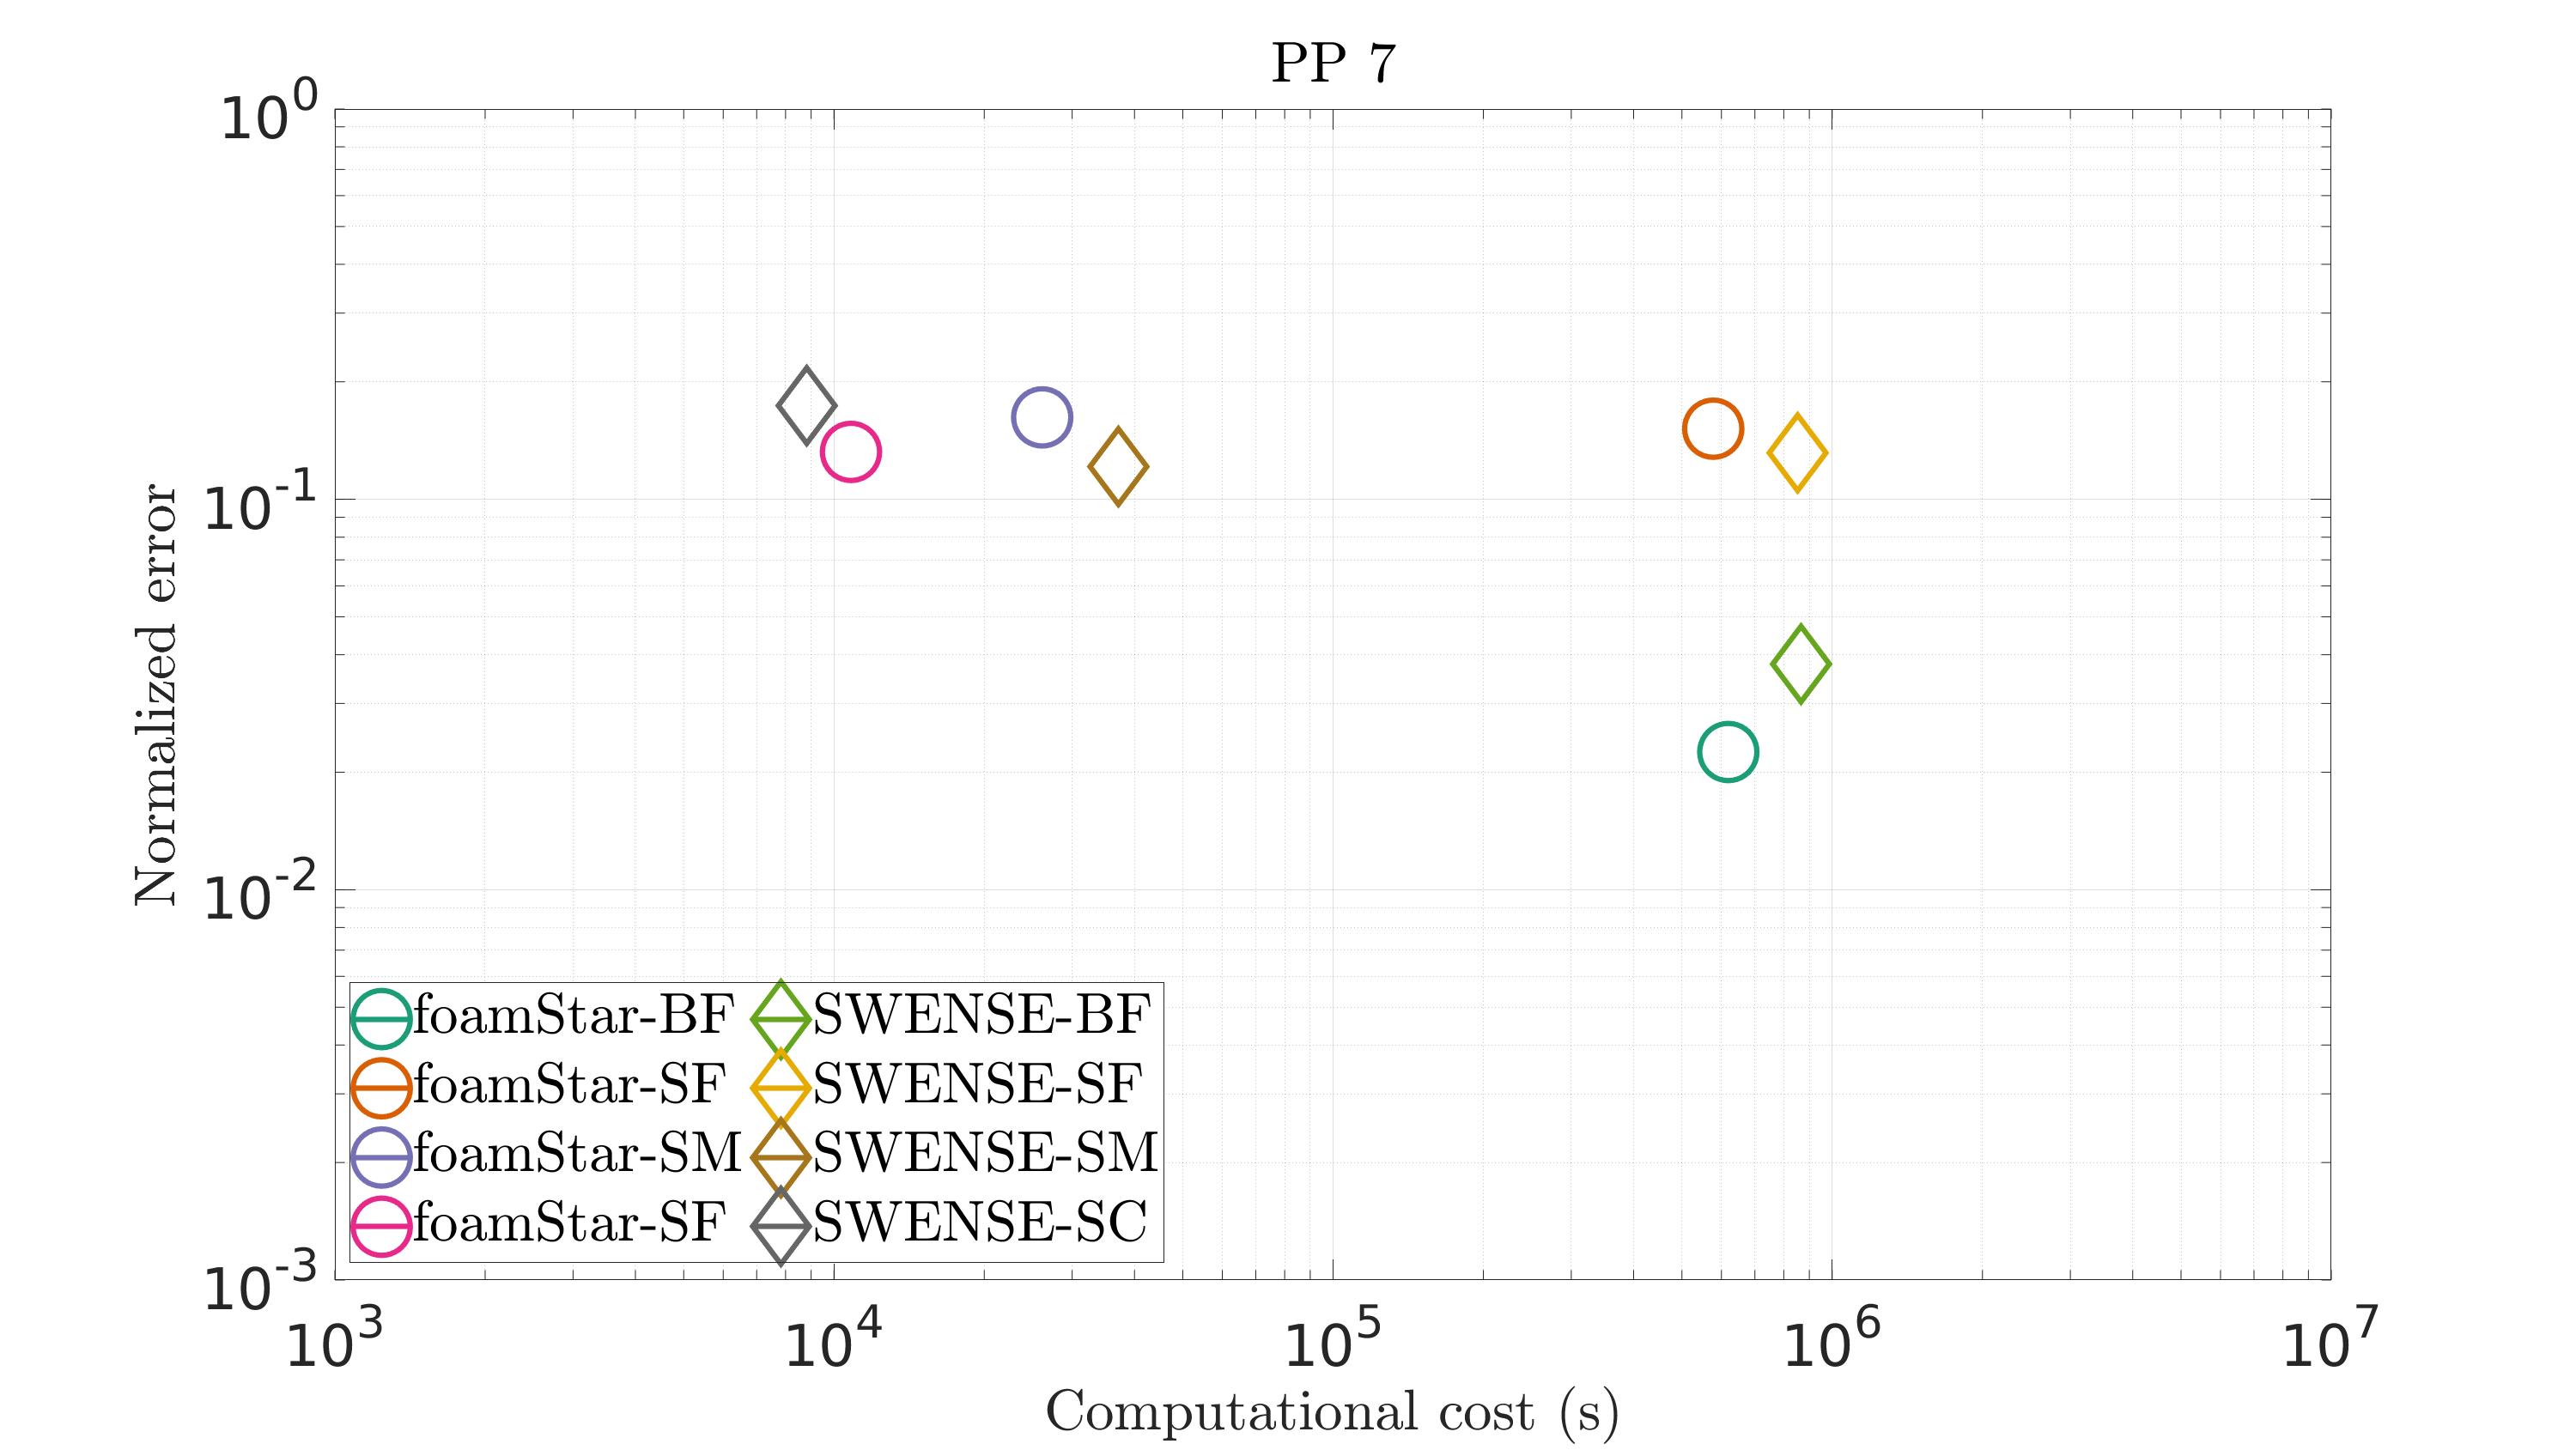 PP 7
10^0
10^-1
10^-2
10^-3
Normalized error
foamStar-BF
foamStar-SF
foamStar-SM
foamStar-SF
SWENSE-BF
SWENSE-SF
SWENSE-SM
SWENSE-SC
10^3
10^4
10^5
10^6
10^7
Computational cost (s)